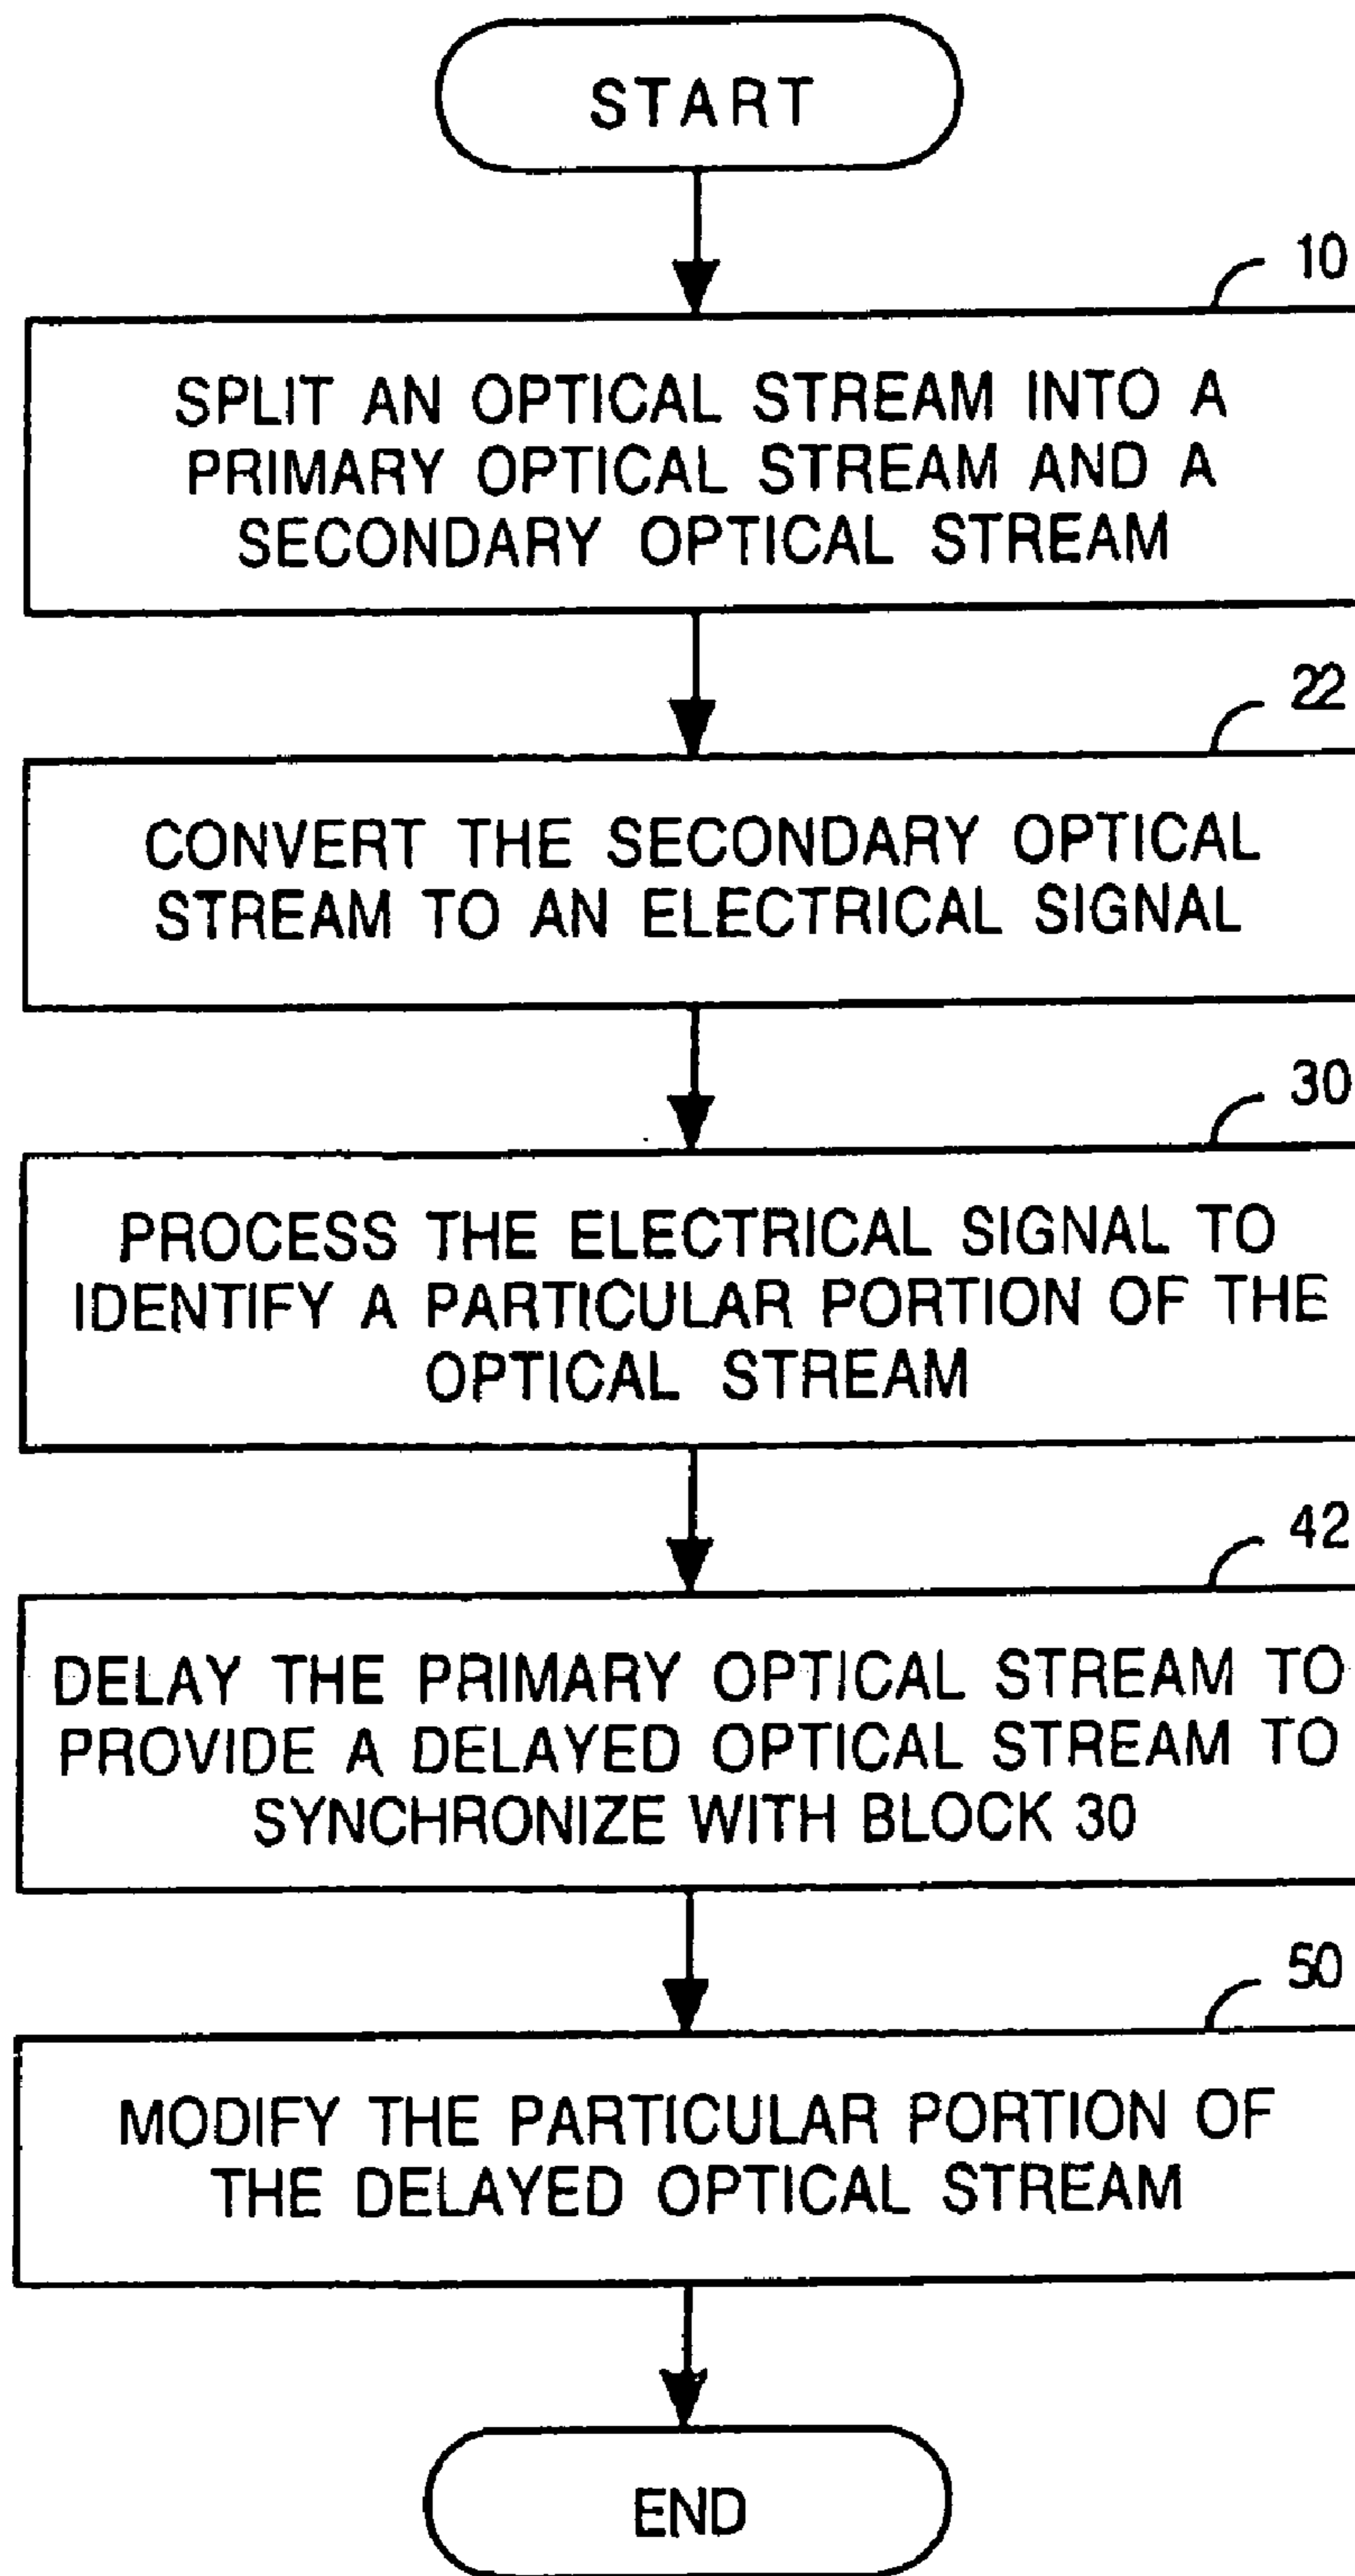 START
10
SPLIT AN OPTICAL STREAM INTO A
PRIMARY OPTICAL STREAM AND A
SECONDARY OPTICAL STREAM
22
CONVERT THE SECONDARY OPTICAL
STREAM TO AN ELECTRICAL SIGNAL
30
PROCESS THE ELECTRICAL SIGNAL TO
IDENTIFY A PARTICULAR PORTION OF THE
OPTICAL STREAM
42
DELAY THE PRIMARY OPTICAL STREAM TO
PROVIDE A DELAYED OPTICAL STREAM TO
SYNCHRONIZE WITH BLOCK 30
50
MODIFY THE PARTICULAR PORTION OF
THE DELAYED OPTICAL STREAM
END